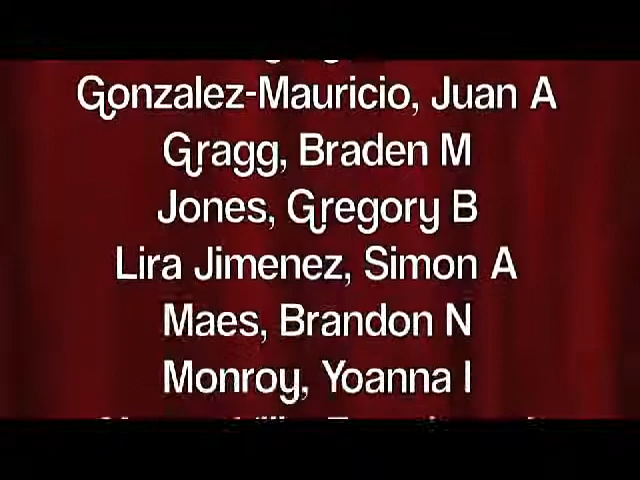 Gonzalez-Mauricio, Juan A
Gragg, Braden M
Jones, Gregory B
Lira Jimenez, Simon A
Maes, Brandon N
Monroy, Yoanna I